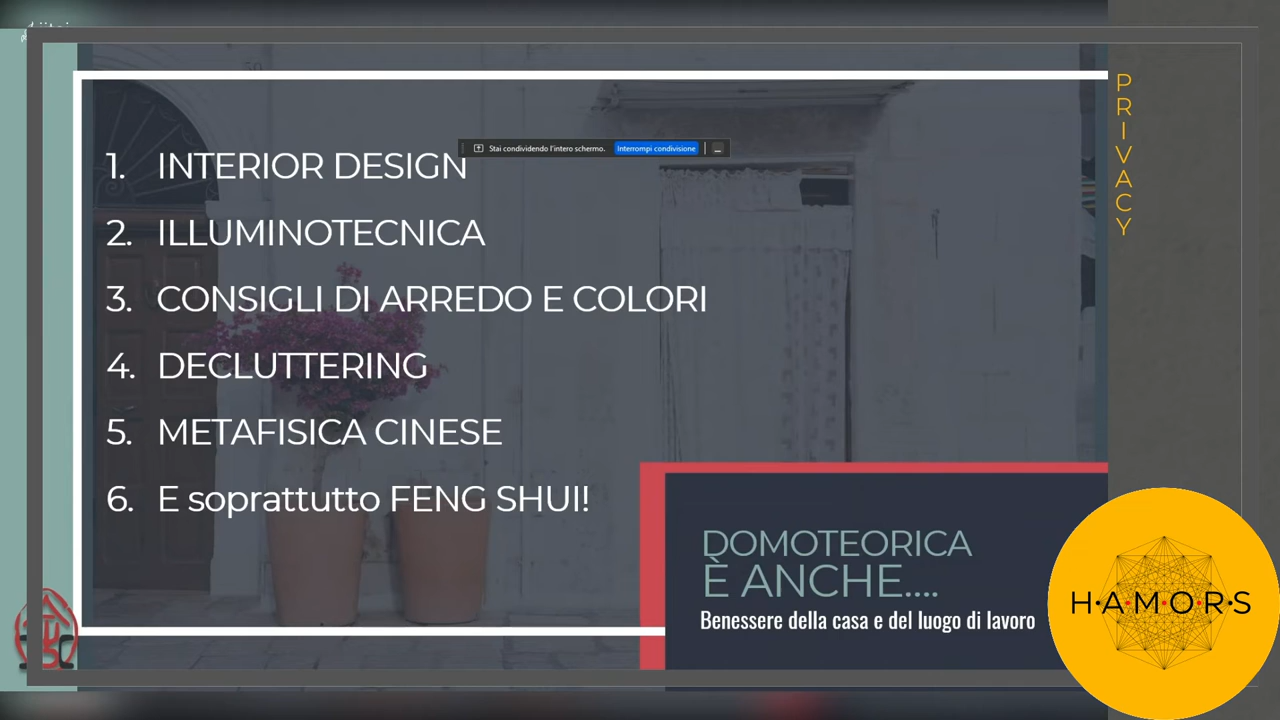 Stai condividendo l'intero schermo. Interrompi condivisione
1. INTERIOR DESIGN
2. ILLUMINOTECNICA
3. CONSIGLI DI ARREDO E COLORI
4. DECLUTTERING
5. METAFISICA CINESE
6. E soprattutto FENG SHUI!
DOMOTEORICA
È ANCHE....
Benessere della casa e del luogo di lavoro
PRIVACY
H•A•M•O•R•S